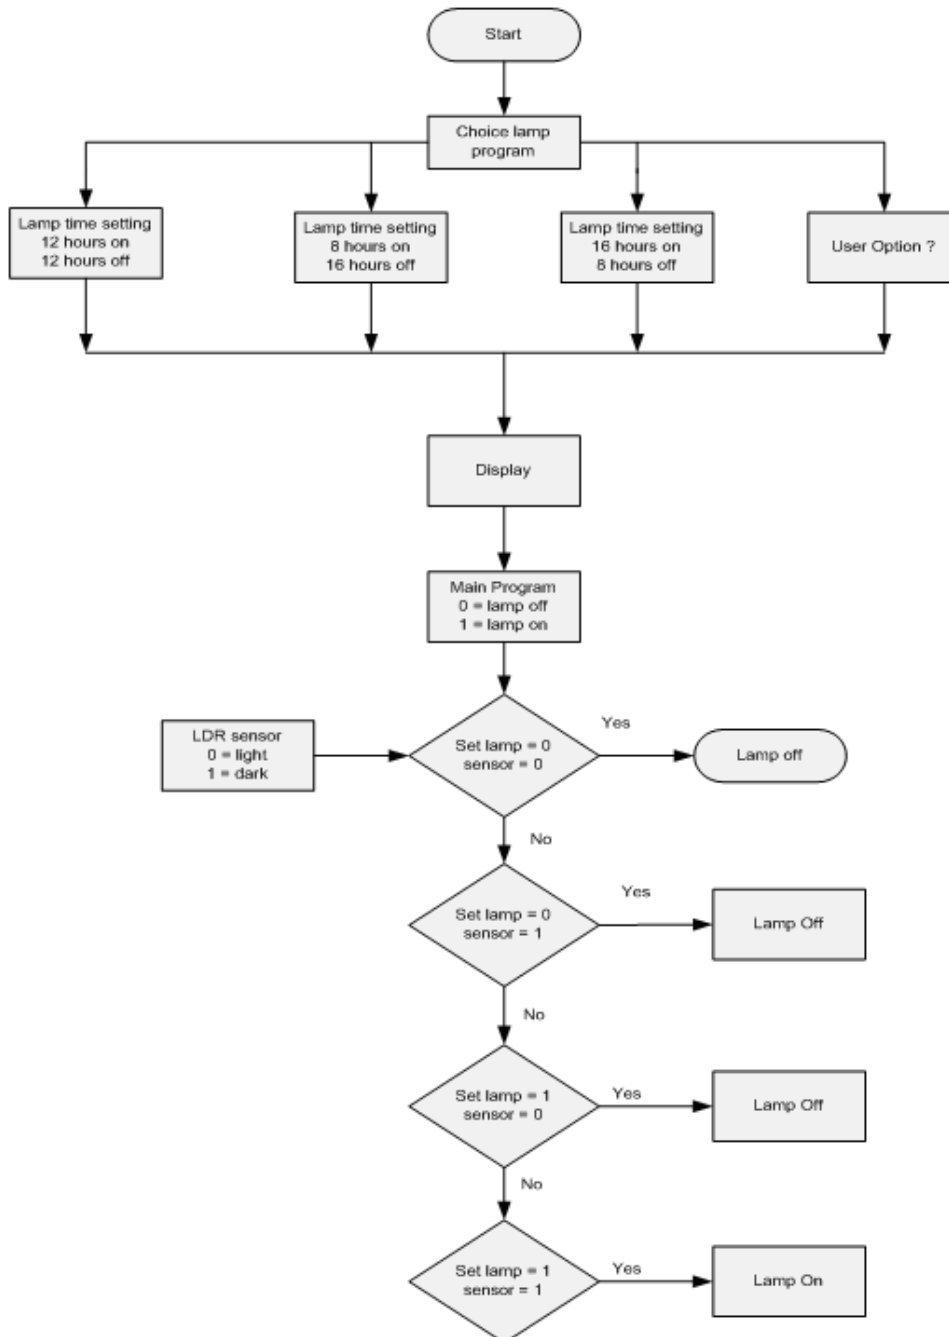 Start
Choice lamp
program
Lamp time setting
12 hours on
12 hours off
Lamp time setting
8 hours on
16 hours off
Lamp time setting
16 hours on
8 hours off
User Option ?
Display
Main Program
0 = lamp off
1 = lamp on
LDR sensor
0 = light
1 = dark
Set lamp = 0
sensor = 0
Yes
Lamp off
No
Set lamp = 0
sensor = 1
Yes
Lamp Off
No
Set lamp = 1
sensor = 0
Yes
Lamp Off
No
Set lamp = 1
sensor = 1
Yes
Lamp On